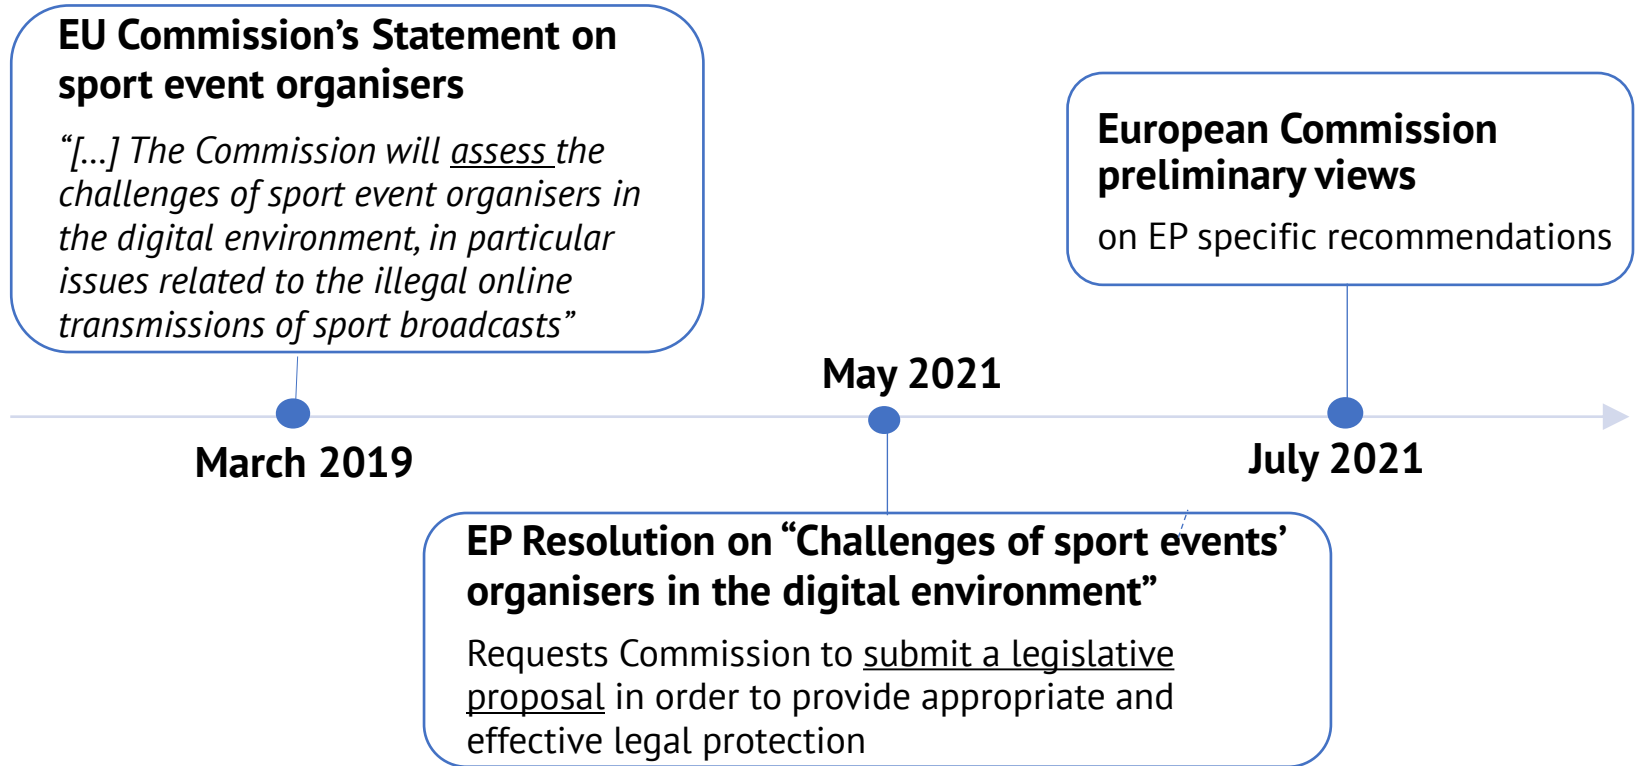 EU Commission’s Statement on
sport event organisers
“[…] The Commission will assess the
challenges of sport event organisers in
the digital environment, in particular
issues related to the illegal online
transmissions of sport broadcasts”
March 2019
May 2021
EP Resolution on “Challenges of sport events’
organisers in the digital environment”
Requests Commission to submit a legislative
proposal in order to provide appropriate and
effective legal protection
European Commission
preliminary views
on EP specific recommendations
July 2021